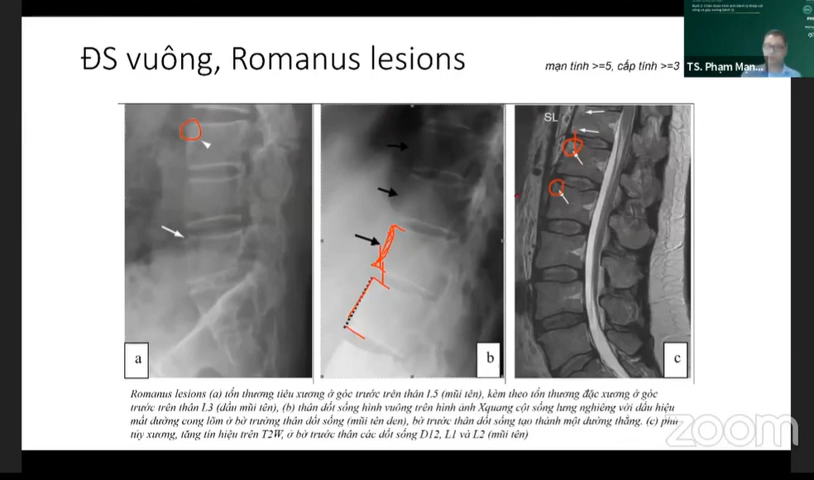 ĐS vuông, Romanus lesions
mạn tính >=5, cấp tính >=3
TS. Phạm Mạn...
SL
a
b
c
Romanus lesions (a) tổn thương tiêu xương ở góc trước trên thân L5 (mũi tên), kèm theo tổn thương đặc xương ở góc
trước trên thân L3 (đầu mũi tên), (b) thân đốt sống hình vuông trên hình ảnh Xquang cột sống lưng nghiêng với dấu hiệu
mất đường cong lõm ở bờ trường thân đốt sống (mũi tên đen), bờ trước thân đốt sống tạo thành một đường thẳng. (c) phù
tủy xương, tăng tín hiệu trên T2W, ở bờ trước thân các đốt sống D12, L1 và L2 (mũi tên)
zoom